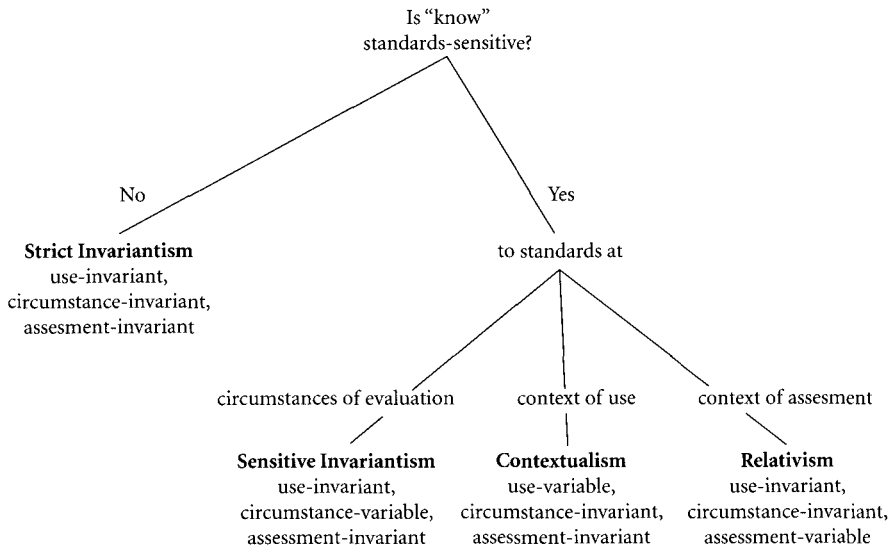 Is “know”
standards-sensitive?
No
Yes
Strict Invariantism
use-invariant,
circumstance-invariant,
assesment-invariant
to standards at
circumstances of evaluation
context of use
context of assesment
Sensitive Invariantism
use-invariant,
circumstance-variable,
assessment-invariant
Contextualism
use-variable,
circumstance-invariant,
assessment-invariant
Relativism
use-invariant,
circumstance-invariant,
assessment-variable